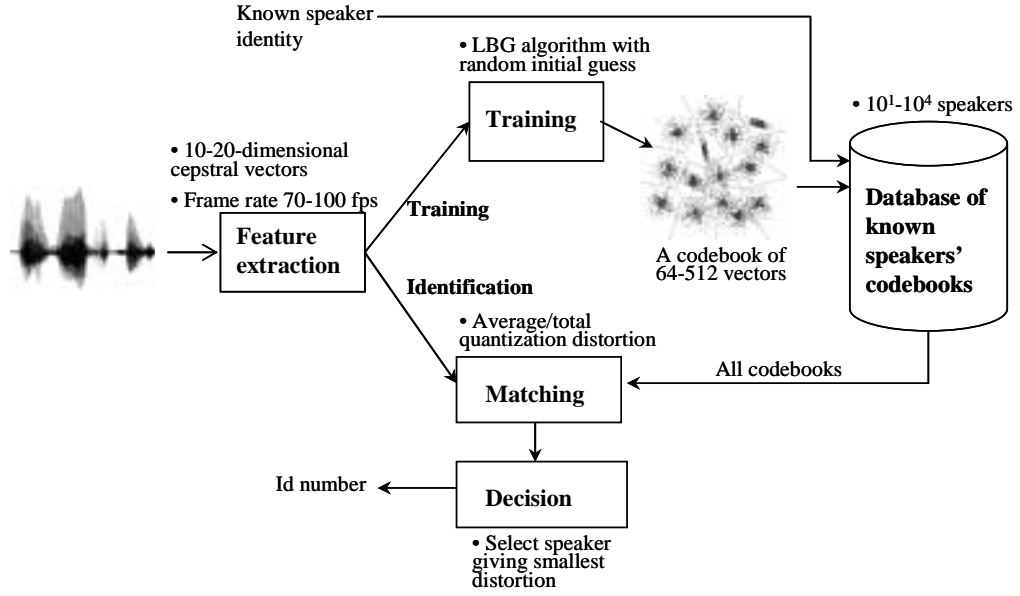 Known speaker
identity
• LBG algorithm with
random initial guess
Training
• 10¹-10⁴ speakers
• 10-20-dimensional
cepstral vectors
• Frame rate 70-100 fps
Training
Feature
extraction
Database of
known
speakers’
codebooks
A codebook of
64-512 vectors
Identification
• Average/total
quantization distortion
All codebooks
Matching
Id number
Decision
• Select speaker
giving smallest
distortion